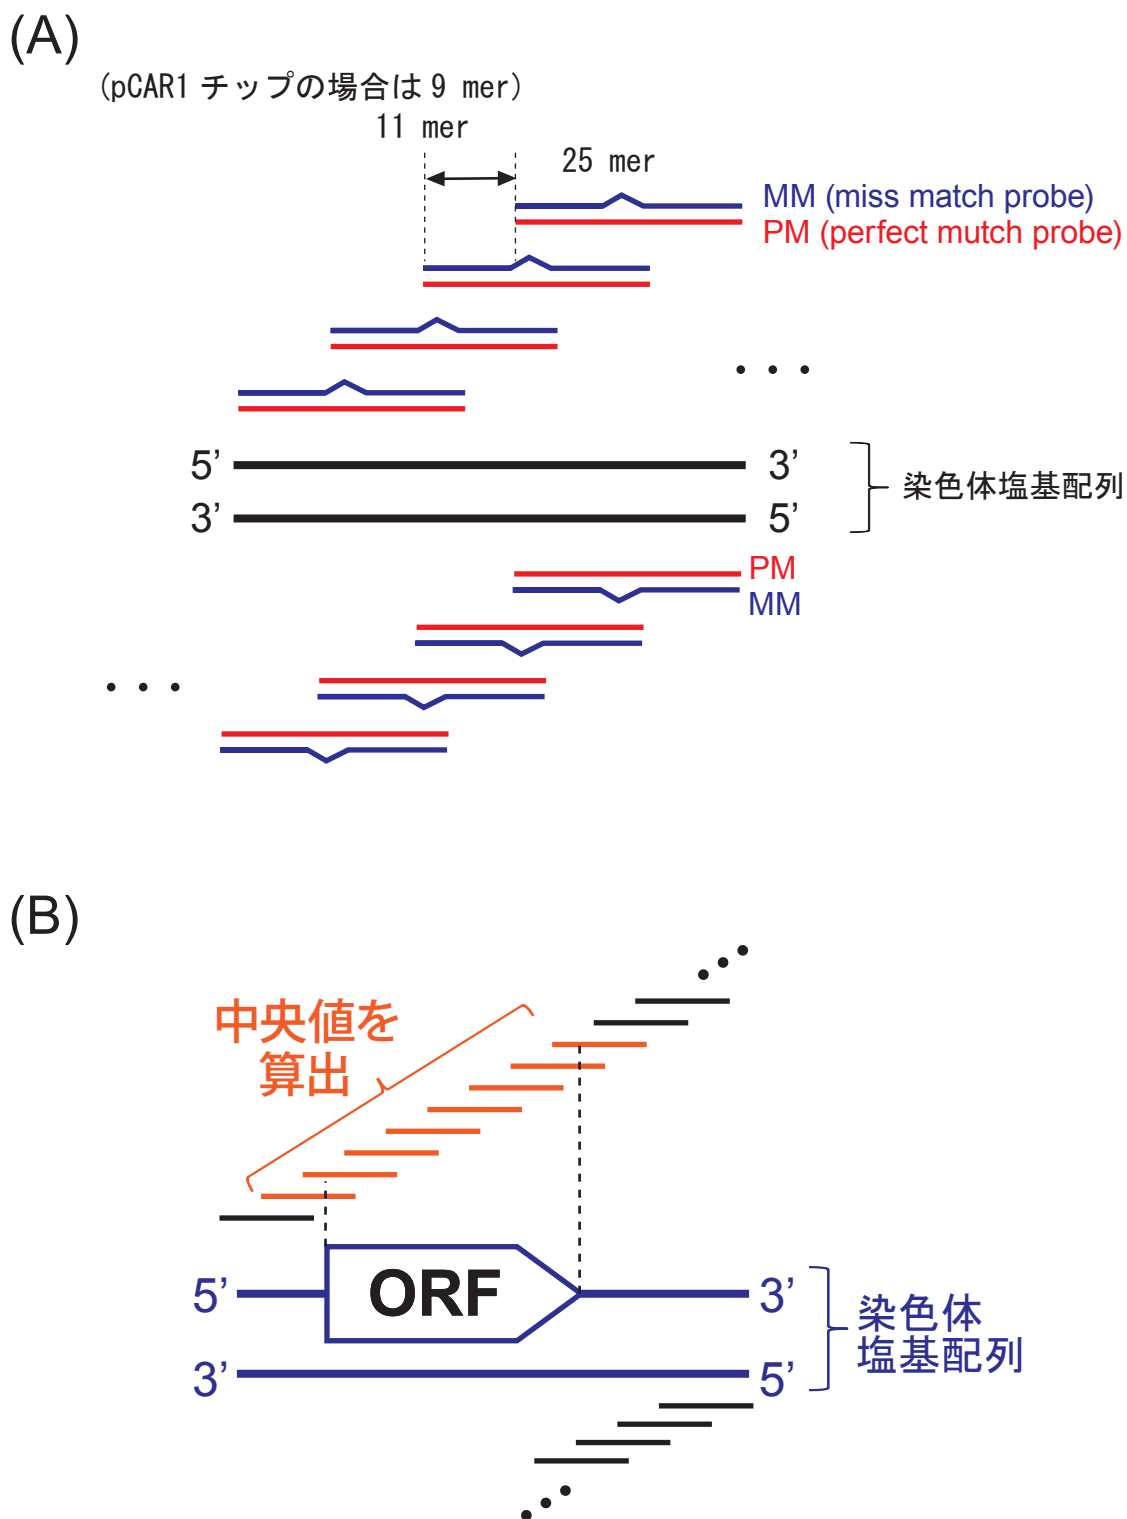 (A)
(pCAR1 チップの場合は 9 mer)
11 mer
25 mer
MM (miss match probe)
PM (perfect mutch probe)
5’
3’
3’
5’
染色体塩基配列
PM
MM
(B)
中央値を
算出
5’
ORF
3’
3’
5’
染色体
塩基配列